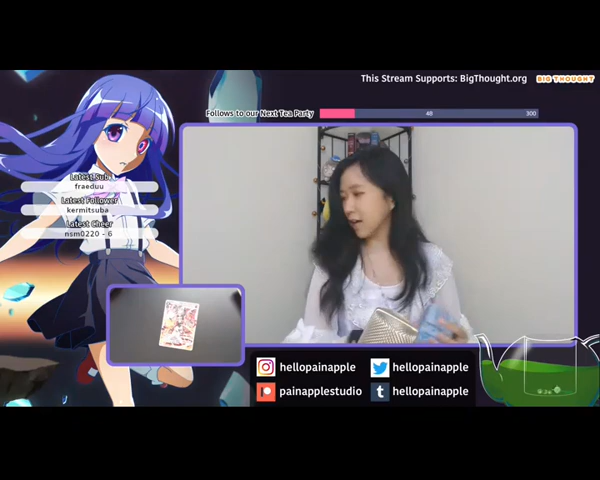 This Stream Supports: BigThought.org
BIG THOUGHT
Follows to our Next Tea Party
48
300
Latest Sub
fraeduu
Latest Follower
kermitsuba
Latest Cheer
nsm0220 - 6
hellopainapple
hellopainapple
painapplestudio
hellopainapple